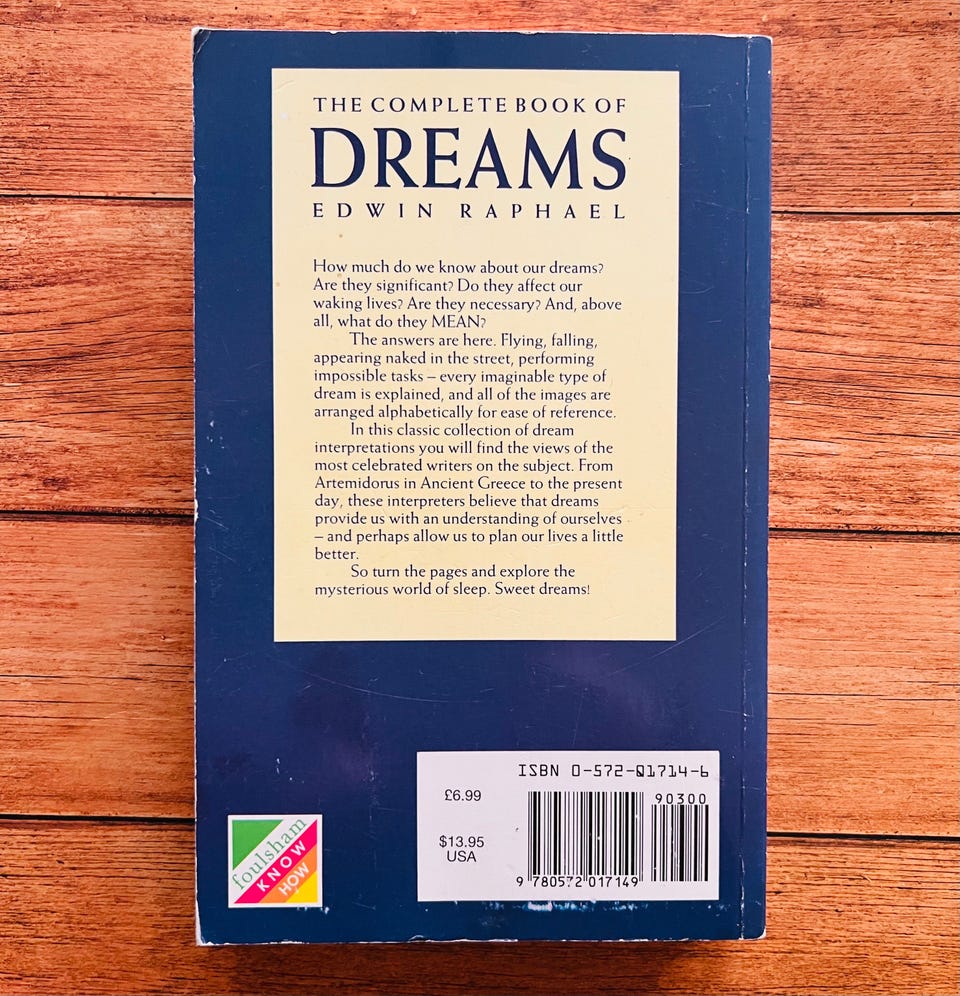 THE COMPLETE BOOK OF
DREAMS
EDWIN RAPHAEL
How much do we know about our dreams?
Are they significant? Do they affect our
waking lives? Are they necessary? And, above
all, what do they MEAN?
The answers are here. Flying, falling,
appearing naked in the street, performing
impossible tasks – every imaginable type of
dream is explained, and all of the images are
arranged alphabetically for ease of reference.
In this classic collection of dream
interpretations you will find the views of the
most celebrated writers on the subject. From
Artemidorus in Ancient Greece to the present
day, these interpreters believe that dreams
provide us with an understanding of ourselves
– and perhaps allow us to plan our lives a little
better.
So turn the pages and explore the
mysterious world of sleep. Sweet dreams!
ISBN 0-572-01714-6
£6.99
90300
$13.95
USA
9 780572 017149
foulsham
KNOW
HOW